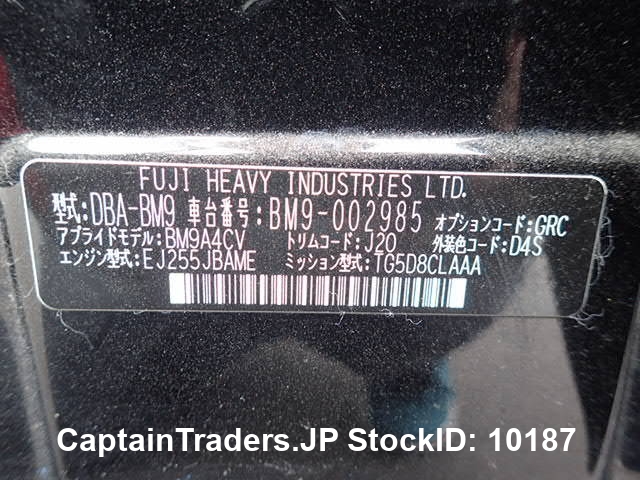 FUJI HEAVY INDUSTRIES LTD.
型式:DBA-BM9 車台番号:BM9-002985 オプションコード:GRC
アプライドモデル:BM9A4CV トリムコード:J20 外装色コード:D4S
エンジン型式:EJ255JBAME ミッション型式:TG5D8CLAAA
CaptainTraders.JP StockID: 10187